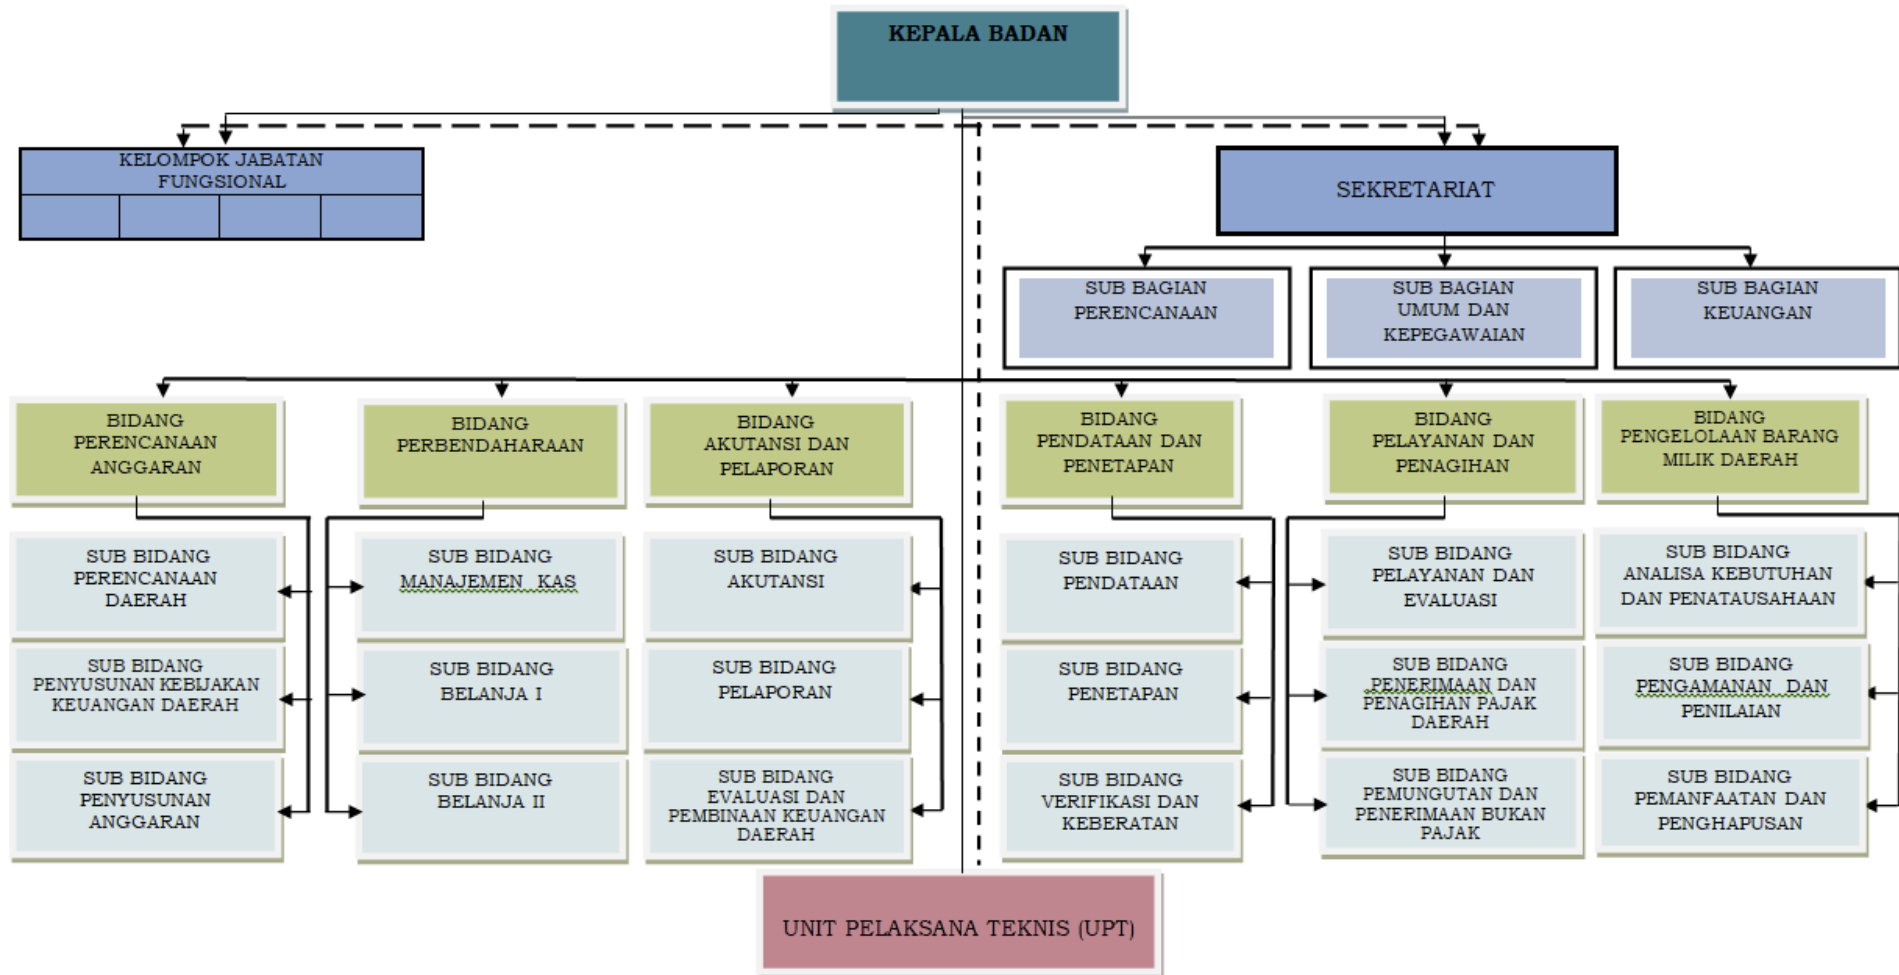 KEPALA BADAN
KELOMPOK JABATAN
FUNGSIONAL
SEKRETARIAT
SUB BAGIAN
PERENCANAAN
SUB BAGIAN
UMUM DAN
KEPEGAWAIAN
SUB BAGIAN
KEUANGAN
BIDANG
PERENCANAAN
ANGGARAN
BIDANG
PERBENDAHARAAN
BIDANG
AKUTANSI DAN
PELAPORAN
BIDANG
PENDATAAN DAN
PENETAPAN
BIDANG
PELAYANAN DAN
PENAGIHAN
BIDANG
PENGELOLAAN BARANG
MILIK DAERAH
SUB BIDANG
PERENCANAAN
DAERAH
SUB BIDANG
MANAJEMEN KAS
SUB BIDANG
AKUTANSI
SUB BIDANG
PENDATAAN
SUB BIDANG
PELAYANAN DAN
EVALUASI
SUB BIDANG
ANALISA KEBUTUHAN
DAN PENATAUSAHAAN
SUB BIDANG
PENYUSUNAN KEBIJAKAN
KEUANGAN DAERAH
SUB BIDANG
BELANJA I
SUB BIDANG
PELAPORAN
SUB BIDANG
PENETAPAN
SUB BIDANG
PENERIMAAN DAN
PENAGIHAN PAJAK
DAERAH
SUB BIDANG
PENGAMANAN DAN
PENILAIAN
SUB BIDANG
PENYUSUNAN
ANGGARAN
SUB BIDANG
BELANJA II
SUB BIDANG
EVALUASI DAN
PEMBINAAN KEUANGAN
DAERAH
SUB BIDANG
VERIFIKASI DAN
KEBERATAN
SUB BIDANG
PEMUNGUTAN DAN
PENERIMAAN BUKAN
PAJAK
SUB BIDANG
PEMANFAATAN DAN
PENGHAPUSAN
UNIT PELAKSANA TEKNIS (UPT)